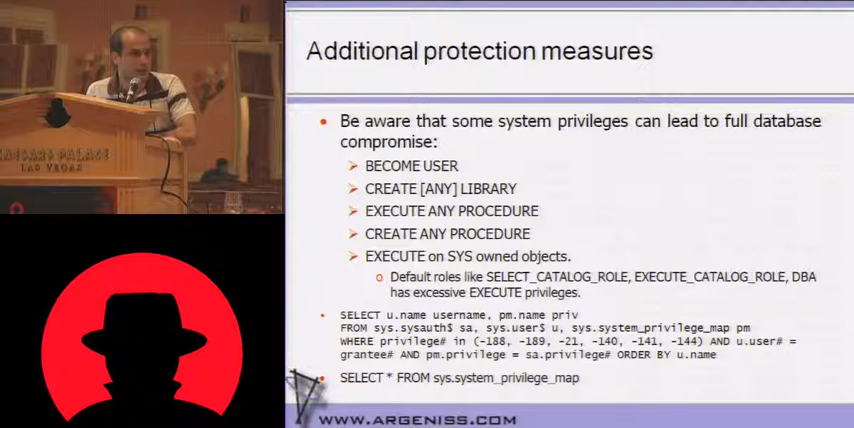 Additional protection measures
Be aware that some system privileges can lead to full database
compromise:
BECOME USER
CREATE [ANY] LIBRARY
EXECUTE ANY PROCEDURE
CREATE ANY PROCEDURE
EXECUTE on SYS owned objects.
Default roles like SELECT_CATALOG_ROLE, EXECUTE_CATALOG_ROLE, DBA
has excessive EXECUTE privileges.
SELECT u.name username, pm.name priv
FROM sys.sysauth$ sa, sys.user$ u, sys.system_privilege_map pm
WHERE privilege# in (-188, -189, -21, -140, -141, -144) AND u.user# =
grantee# AND pm.privilege = sa.privilege# ORDER BY u.name
SELECT * FROM sys.system_privilege_map
WWW.ARGENISS.COM
CAESARS PALACE
LAS VEGAS